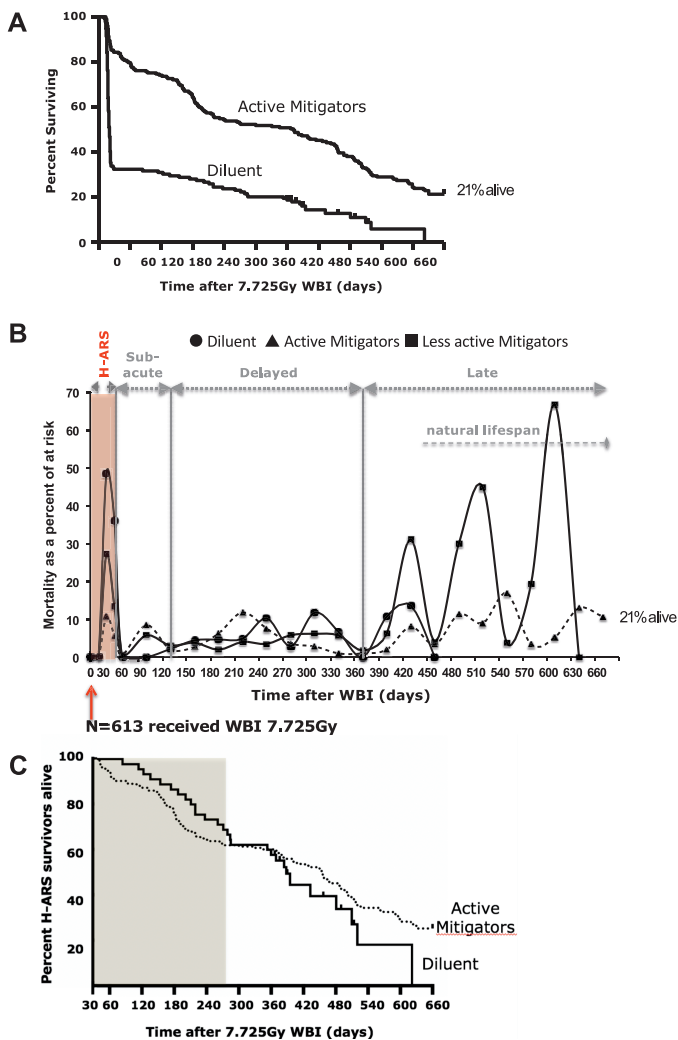 A
100
80
60
40
20
0
Percent Surviving
Active Mitigators
Diluent
21% alive
0 60 120 180 240 300 360 420 480 540 600 660
Time after 7.725Gy WBI (days)
B
Diluent Active Mitigators Less active Mitigators
H-ARS
Sub-
acute
Delayed
Late
natural lifespan
70
60
50
40
30
20
10
0
Mortality as a percent of at risk
21% alive
0 30 60 90 120 150 180 210 240 270 300 330 360 390 420 450 480 510 540 570 600 630 660
Time after WBI (days)
N=613 received WBI 7.725Gy
C
100
80
60
40
20
Percent H-ARS survivors alive
Active
Mitigators
Diluent
30 60 120 180 240 300 360 420 480 540 600 660
Time after 7.725Gy WBI (days)